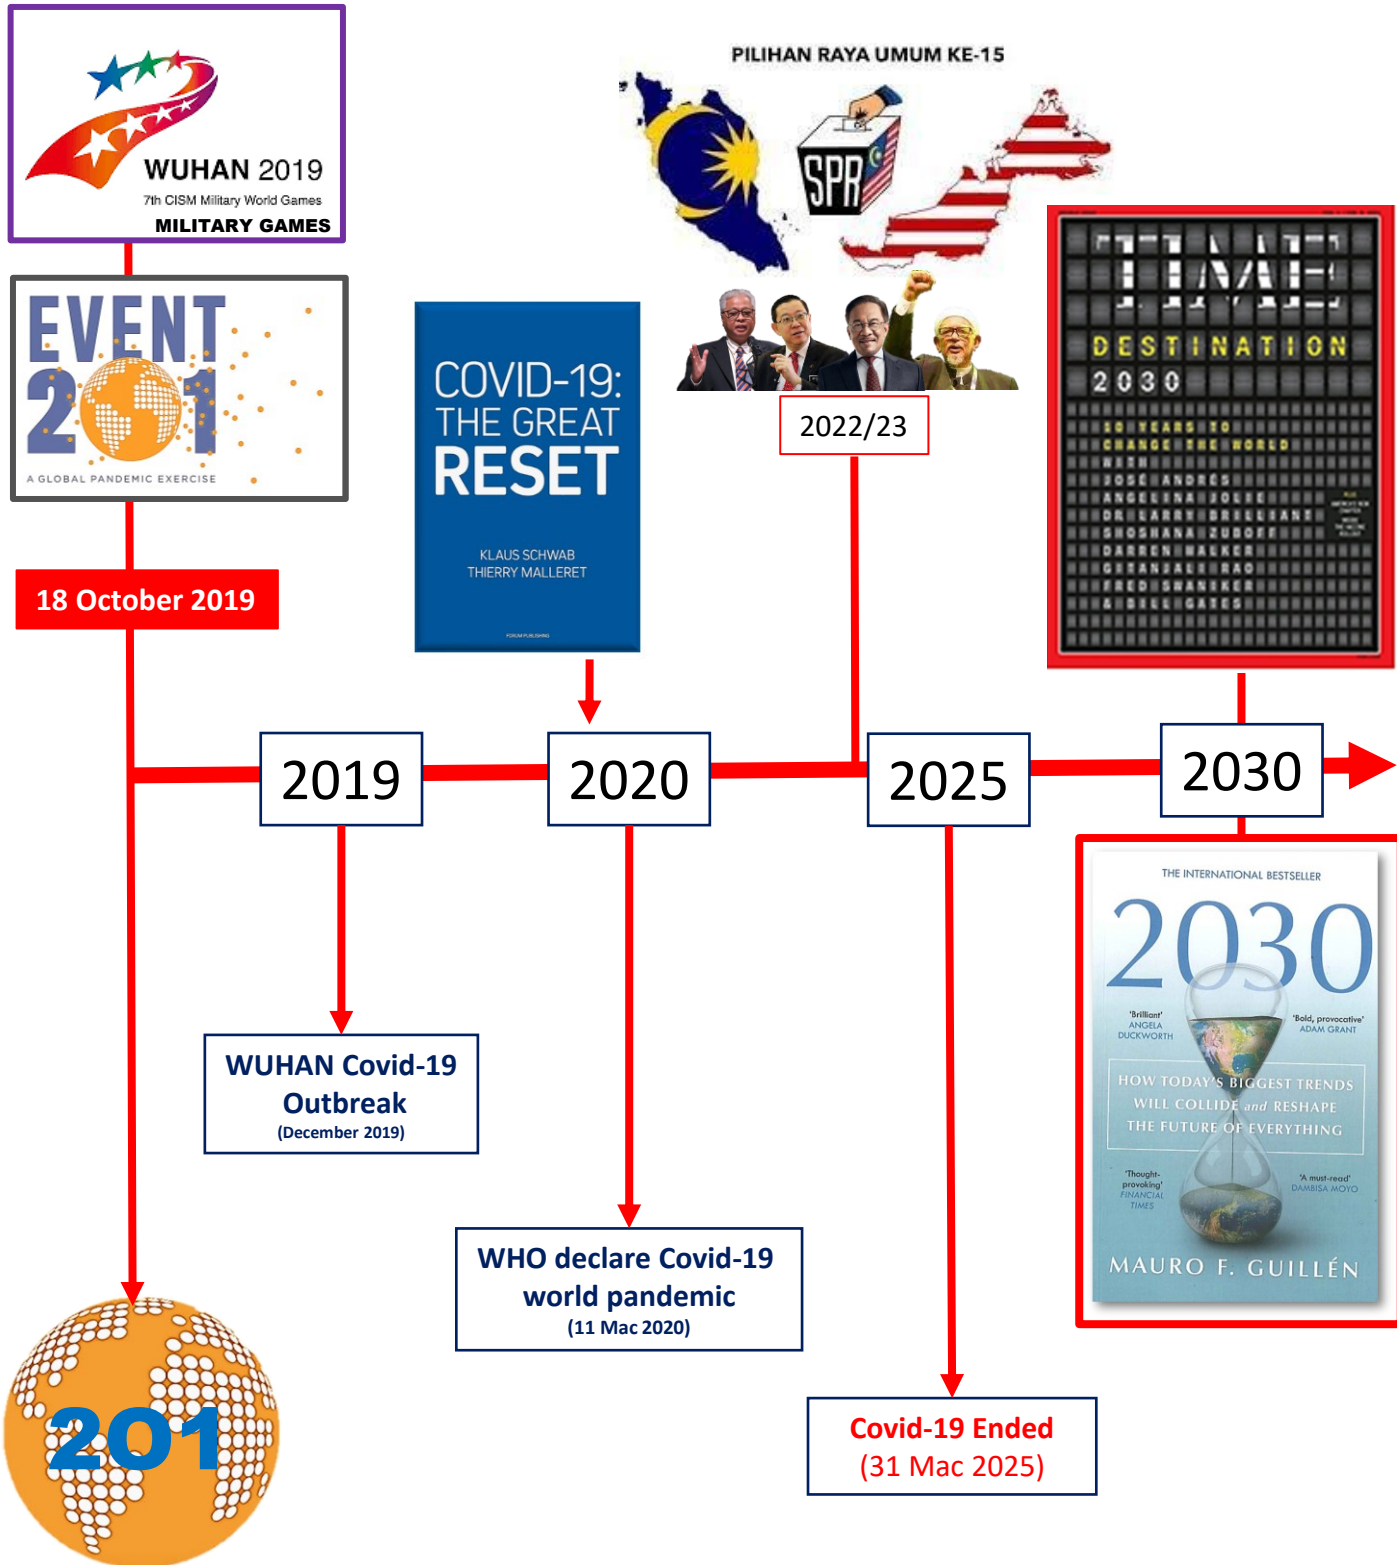 WUHAN 2019
7th CISM Military World Games
MILITARY GAMES
EVENT
201
A GLOBAL PANDEMIC EXERCISE
18 October 2019
COVID-19:
THE GREAT
RESET
KLAUS SCHWAB
THIERRY MALLERET
FORUM PUBLISHING
PILIHAN RAYA UMUM KE-15
SPR
2022/23
TIME
DESTINATION
2030
10 YEARS TO
CHANGE THE WORLD
WITH
JOSÉ ANDRÉS
ANGELINA JOLIE
DR. LARRY BRILLIANT
SHOSHANA ZUBOFF
DARREN WALKER
GITANJALI RAO
FRED SWANIKER
& BILL GATES
2019
2020
2025
2030
WUHAN Covid-19
Outbreak
(December 2019)
WHO declare Covid-19
world pandemic
(11 Mac 2020)
Covid-19 Ended
(31 Mac 2025)
THE INTERNATIONAL BESTSELLER
2030
'Brilliant'
ANGELA
DUCKWORTH
'Bold, provocative'
ADAM GRANT
HOW TODAY'S BIGGEST TRENDS
WILL COLLIDE and RESHAPE
THE FUTURE OF EVERYTHING
'Thought-
provoking'
FINANCIAL
TIMES
'A must-read'
DAMBISA MOYO
MAURO F. GUILLÉN
201